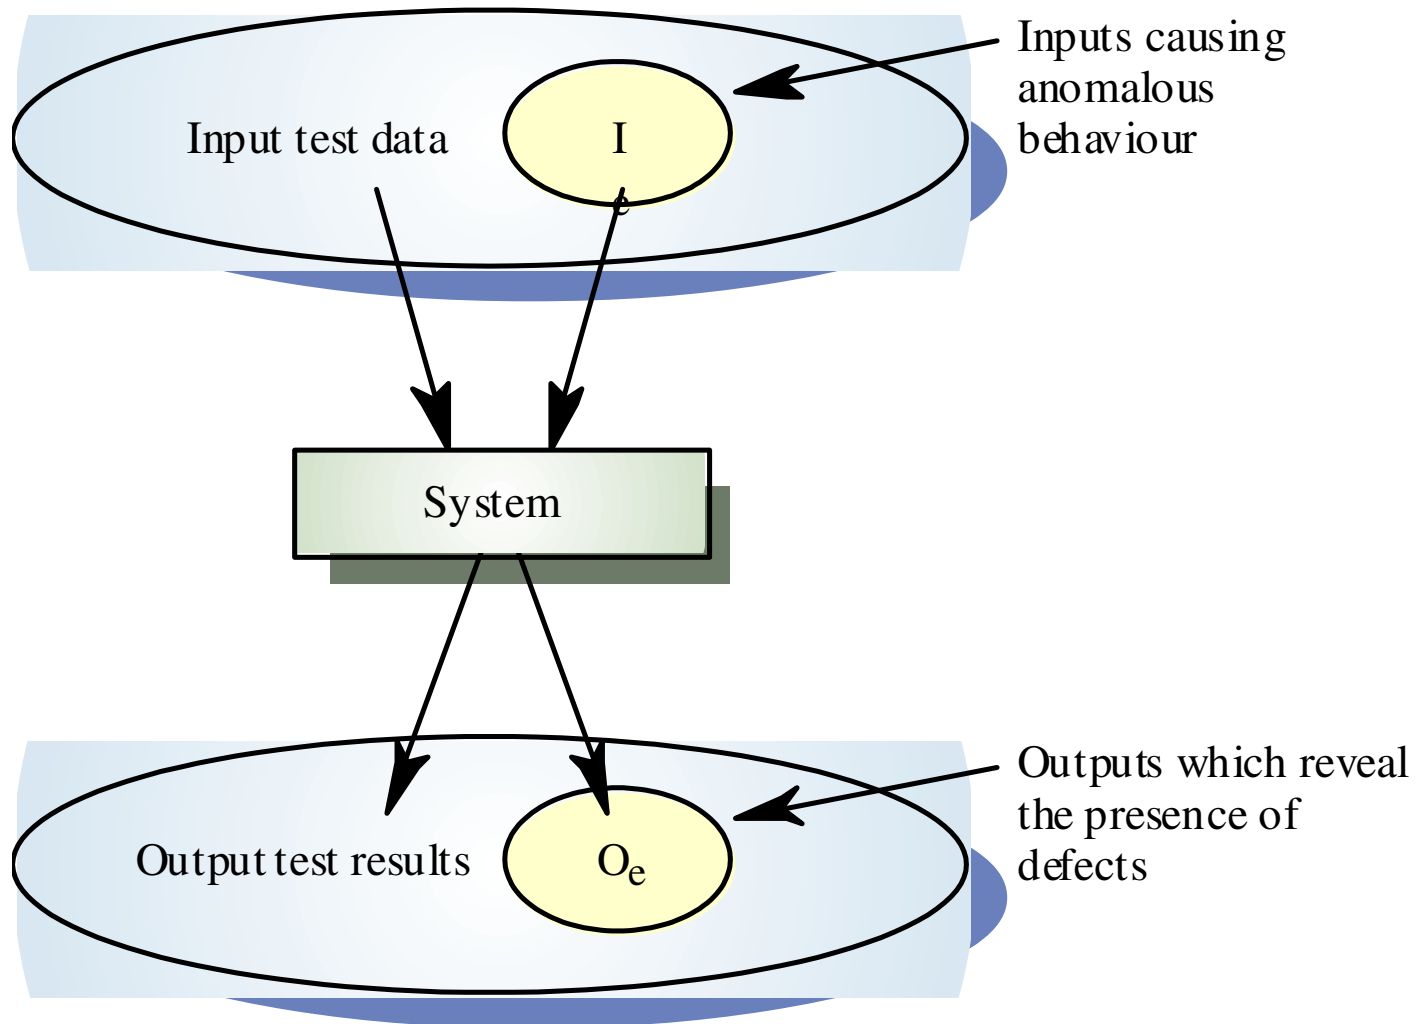 Inputs causing
anomalous
behaviour
Input test data
I
e
System
Outputs which reveal
the presence of
defects
Output test results
Oe